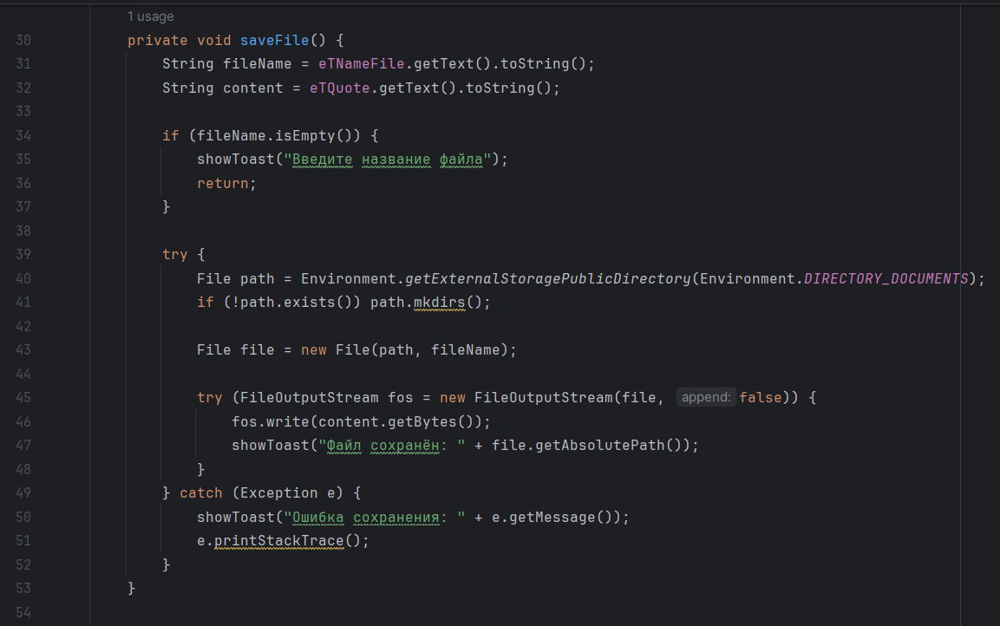 1 usage
30 private void saveFile() {
31 String fileName = eTNameFile.getText().toString();
32 String content = eTQuote.getText().toString();
33
34 if (fileName.isEmpty()) {
35 showToast("Введите название файла");
36 return;
37 }
38
39 try {
40 File path = Environment.getExternalStoragePublicDirectory(Environment.DIRECTORY_DOCUMENTS);
41 if (!path.exists()) path.mkdirs();
42
43 File file = new File(path, fileName);
44
45 try (FileOutputStream fos = new FileOutputStream(file, append: false)) {
46 fos.write(content.getBytes());
47 showToast("Файл сохранён: " + file.getAbsolutePath());
48 }
49 } catch (Exception e) {
50 showToast("Ошибка сохранения: " + e.getMessage());
51 e.printStackTrace();
52 }
53 }
54